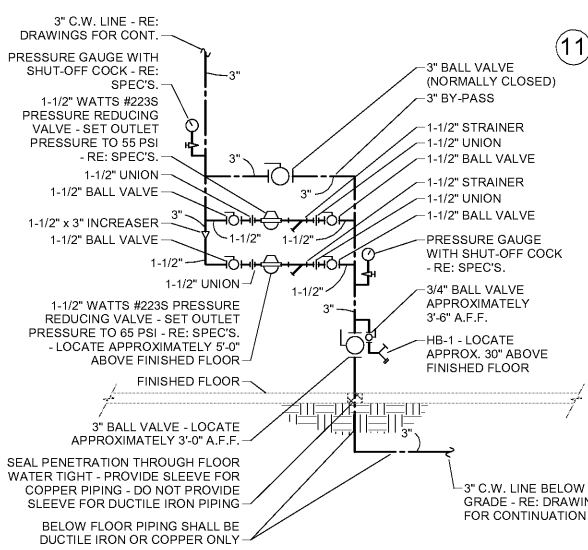 3" C.W. LINE - RE:
DRAWINGS FOR CONT.
PRESSURE GAUGE WITH
SHUT-OFF COCK - RE:
SPEC'S.
1-1/2" WATTS #223S
PRESSURE REDUCING
VALVE - SET OUTLET
PRESSURE TO 55 PSI
- RE: SPEC'S.
1-1/2" UNION
1-1/2" BALL VALVE
1-1/2" x 3" INCREASER
1-1/2" BALL VALVE
1-1/2" UNION
1-1/2" WATTS #223S PRESSURE
REDUCING VALVE - SET OUTLET
PRESSURE TO 65 PSI - RE: SPEC'S.
- LOCATE APPROXIMATELY 5'-0"
ABOVE FINISHED FLOOR
FINISHED FLOOR
3" BALL VALVE - LOCATE
APPROXIMATELY 3'-0" A.F.F.
SEAL PENETRATION THROUGH FLOOR
WATER TIGHT - PROVIDE SLEEVE FOR
COPPER PIPING - DO NOT PROVIDE
SLEEVE FOR DUCTILE IRON PIPING
BELOW FLOOR PIPING SHALL BE
DUCTILE IRON OR COPPER ONLY
3"
3"
3"
3"
1-1/2"
1-1/2"
1-1/2"
1-1/2"
3"
3"
11
3" BALL VALVE
(NORMALLY CLOSED)
3" BY-PASS
1-1/2" STRAINER
1-1/2" UNION
1-1/2" BALL VALVE
1-1/2" STRAINER
1-1/2" UNION
1-1/2" BALL VALVE
PRESSURE GAUGE
WITH SHUT-OFF COCK
- RE: SPEC'S.
3/4" BALL VALVE
APPROXIMATELY
3'-6" A.F.F.
HB-1 - LOCATE
APPROX. 30" ABOVE
FINISHED FLOOR
3" C.W. LINE BELOW
GRADE - RE: DRAWIN
FOR CONTINUATION